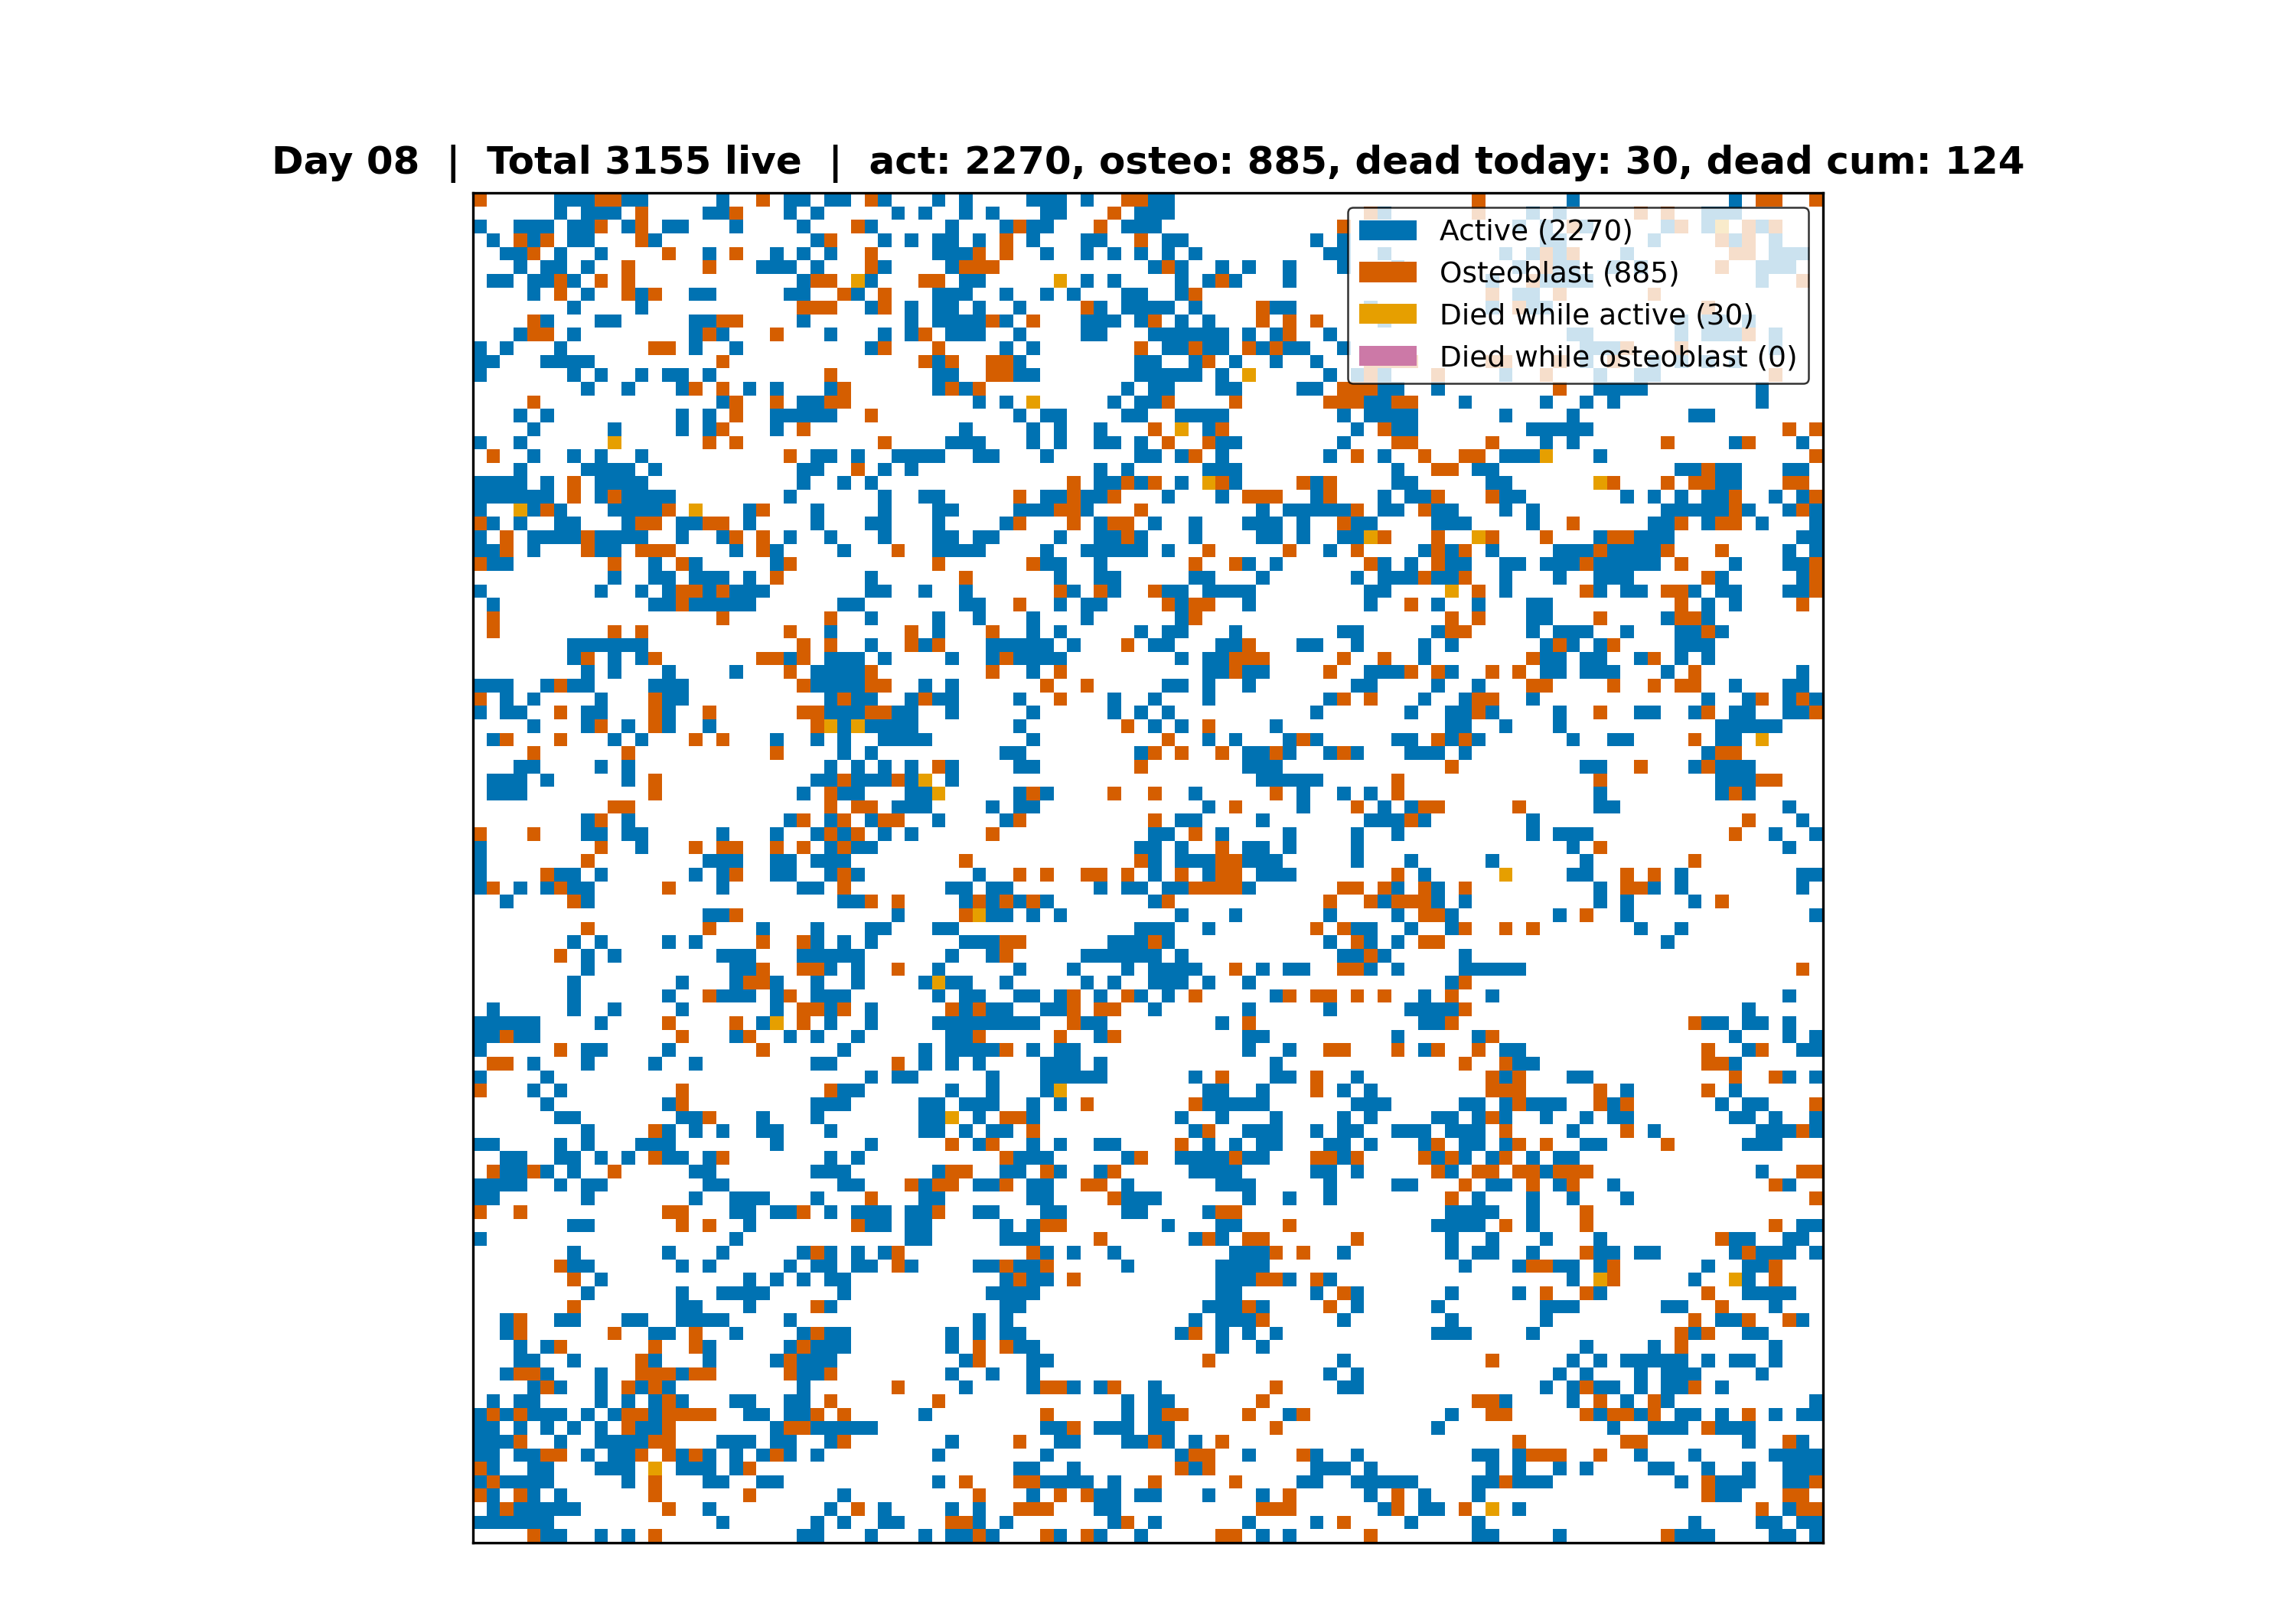 Day 08 | Total 3155 live | act: 2270, osteo: 885, dead today: 30, dead cum: 124
Active (2270)
Osteoblast (885)
Died while active (30)
Died while osteoblast (0)